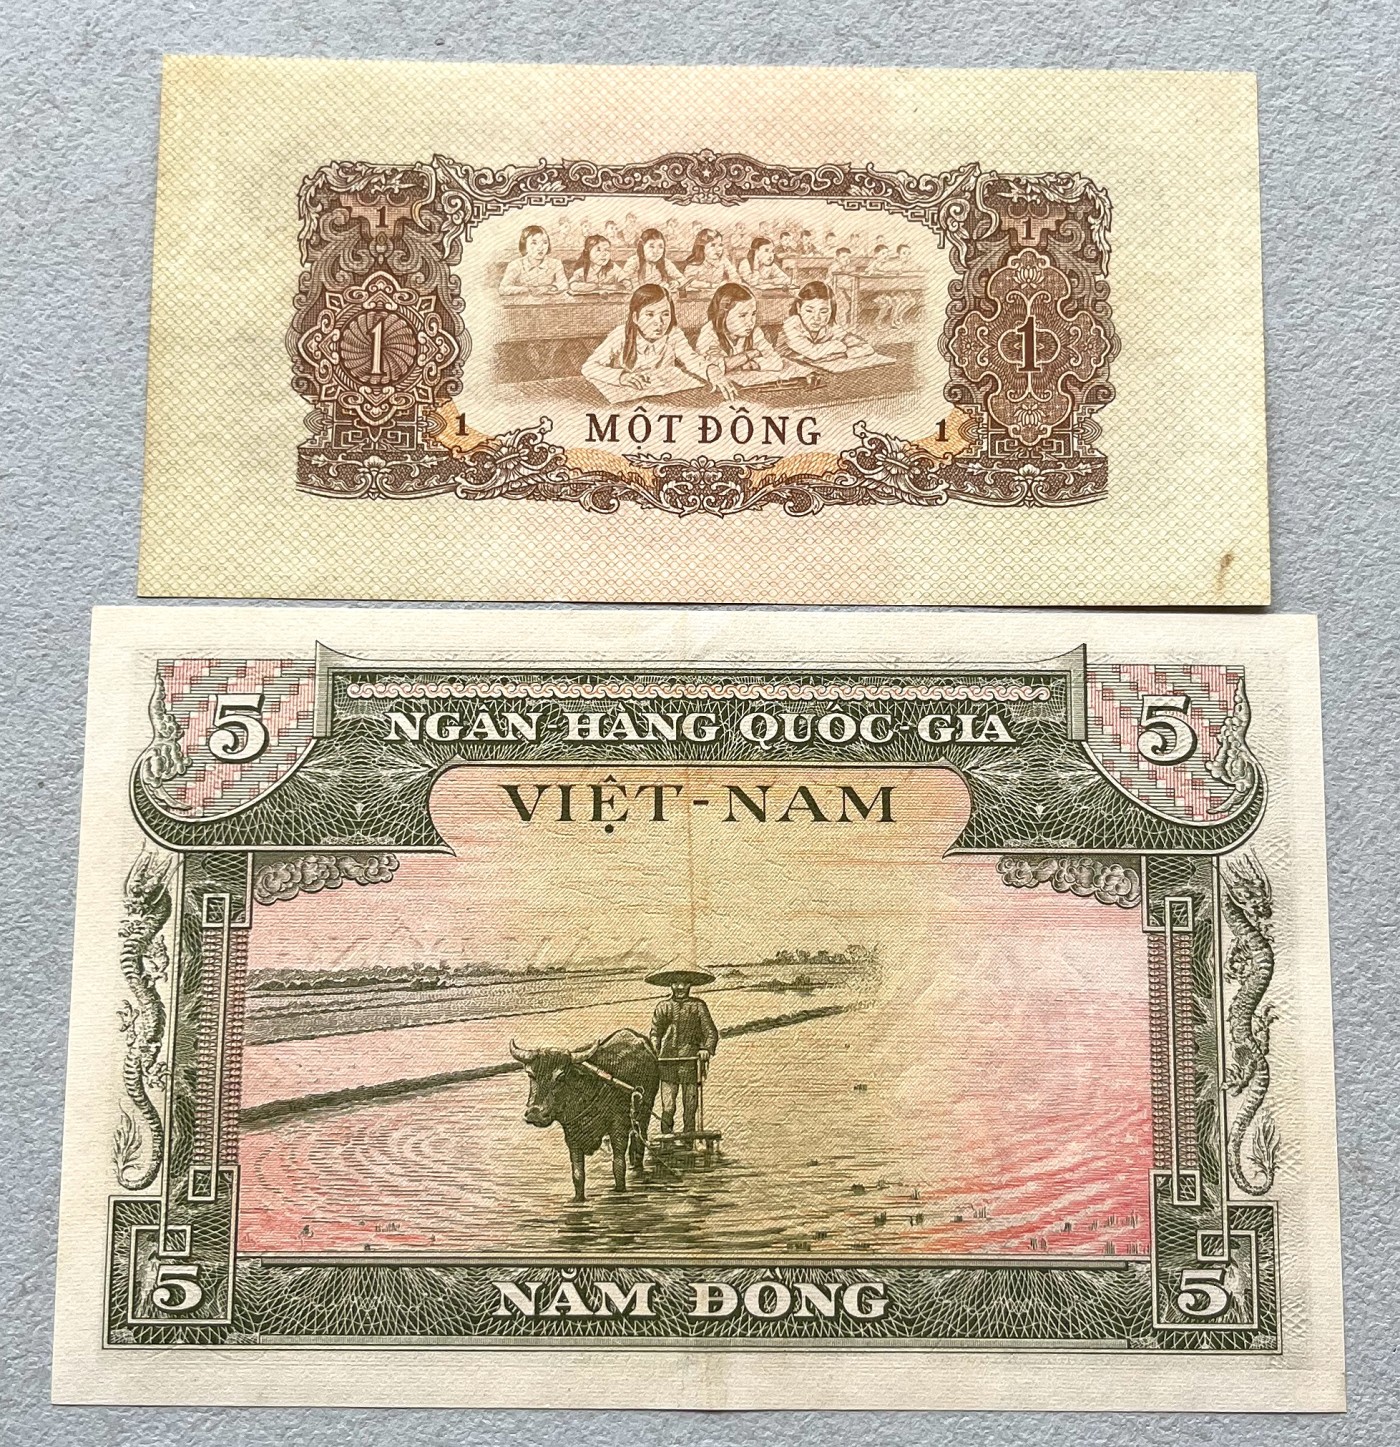 1 1
1 1
1 1
MỘT ĐỒNG
5 5
NGÂN-HÀNG QUỐC-GIA
VIỆT-NAM
5 5
NĂM ĐỒNG